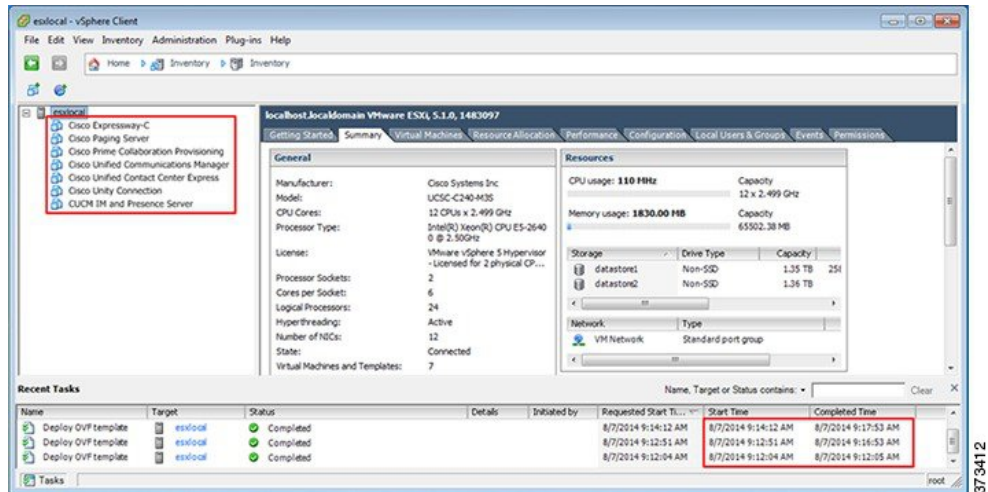 esxlocal - vSphere Client
File Edit View Inventory Administration Plug-ins Help
Home Inventory Inventory
esxlocal
Cisco Expressway-C
Cisco Paging Server
Cisco Prime Collaboration Provisioning
Cisco Unified Communications Manager
Cisco Unified Contact Center Express
Cisco Unity Connection
CUCM IM and Presence Server
localhost.localdomain VMware ESXi, 5.1.0, 1483097
Getting Started Summary Virtual Machines Resource Allocation Performance Configuration Local Users & Groups Events Permissions
General
Manufacturer: Cisco Systems Inc
Model: UCSC-C240-M3S
CPU Cores: 12 CPUs x 2.499 GHz
Processor Type: Intel(R) Xeon(R) CPU E5-2640
0 @ 2.50GHz
License: VMware vSphere 5 Hypervisor
- Licensed for 2 physical CP...
Processor Sockets: 2
Cores per Socket: 6
Logical Processors: 24
Hyperthreading: Active
Number of NICs: 12
State: Connected
Virtual Machines and Templates: 7
Resources
CPU usage: 110 MHz Capacity
12 x 2.499 GHz
Memory usage: 1830.00 MB Capacity
65502.38 MB
Storage Drive Type Capacity
datastore1 Non-SSD 1.35 TB
datastore2 Non-SSD 1.36 TB
Network Type
VM Network Standard port group
Recent Tasks
Name, Target or Status contains: Clear
Name Target Status Details Initiated by Requested Start Ti... Start Time Completed Time
Deploy OVF template esxlocal Completed 8/7/2014 9:14:12 AM 8/7/2014 9:14:12 AM 8/7/2014 9:17:53 AM
Deploy OVF template esxlocal Completed 8/7/2014 9:12:51 AM 8/7/2014 9:12:51 AM 8/7/2014 9:16:53 AM
Deploy OVF template esxlocal Completed 8/7/2014 9:12:04 AM 8/7/2014 9:12:04 AM 8/7/2014 9:12:05 AM
Tasks
root
373412